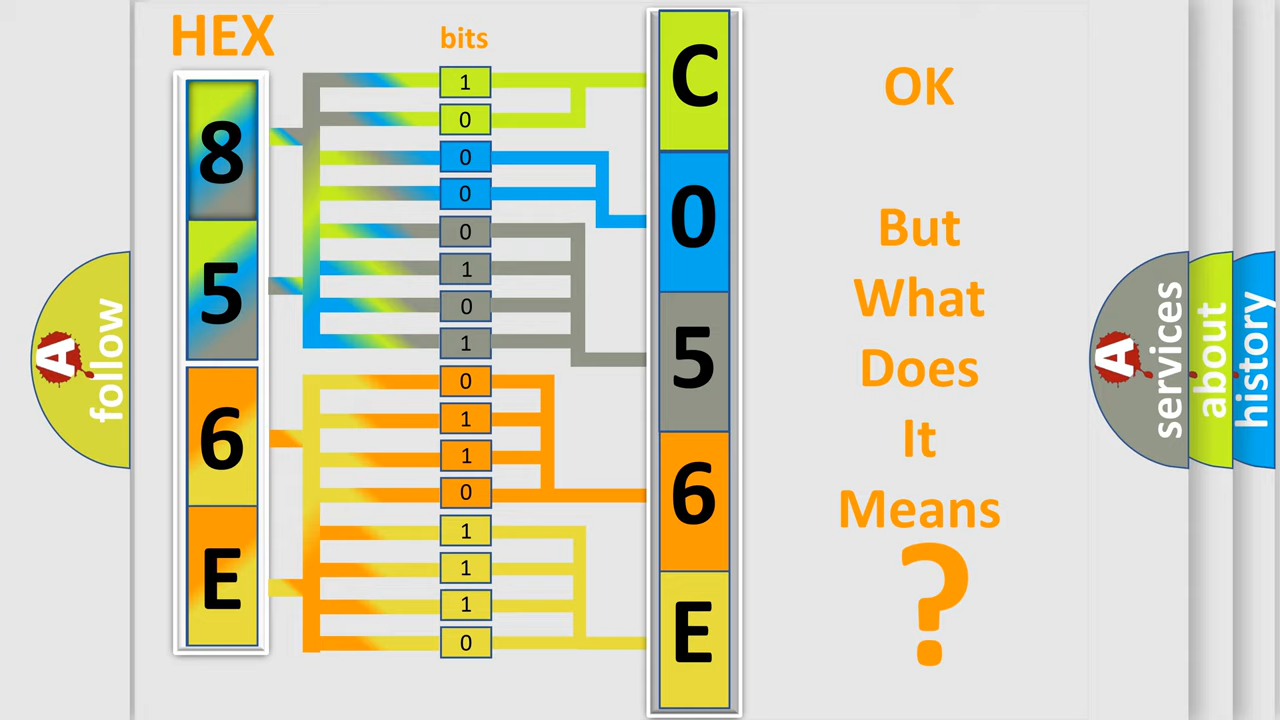 HEX
bits
8
5
6
E
1
0
0
0
0
1
0
1
0
1
1
0
1
1
1
0
C
0
5
6
E
OK
But
What
Does
It
Means
?
A
follow
A
services
about
history